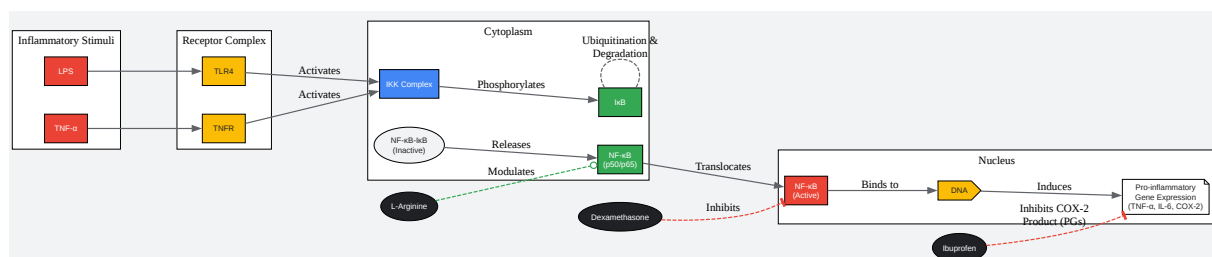 Inflammatory Stimuli
LPS
TNF-α
Receptor Complex
TLR4
TNFR
Activates
Activates
Cytoplasm
IKK Complex
Phosphorylates
Ubiquitination &
Degradation
IκB
NF-κB-IκB
(Inactive)
Releases
NF-κB
(p50/p65)
Modulates
L-Arginine
Translocates
Dexamethasone
Inhibits
Nucleus
NF-κB
(Active)
Binds to
DNA
Induces
Pro-inflammatory
Gene Expression
(TNF-α, IL-6, COX-2)
Inhibits COX-2
Product (PGs)
Ibuprofen